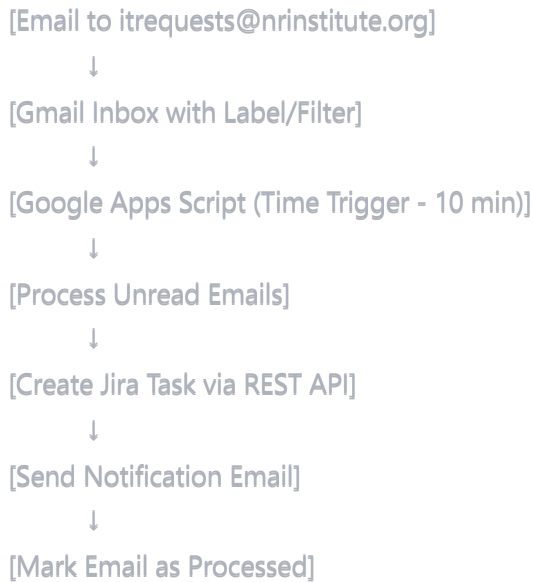 [Email to itrequests@nrinstitute.org]
↓
[Gmail Inbox with Label/Filter]
↓
[Google Apps Script (Time Trigger - 10 min)]
↓
[Process Unread Emails]
↓
[Create Jira Task via REST API]
↓
[Send Notification Email]
↓
[Mark Email as Processed]